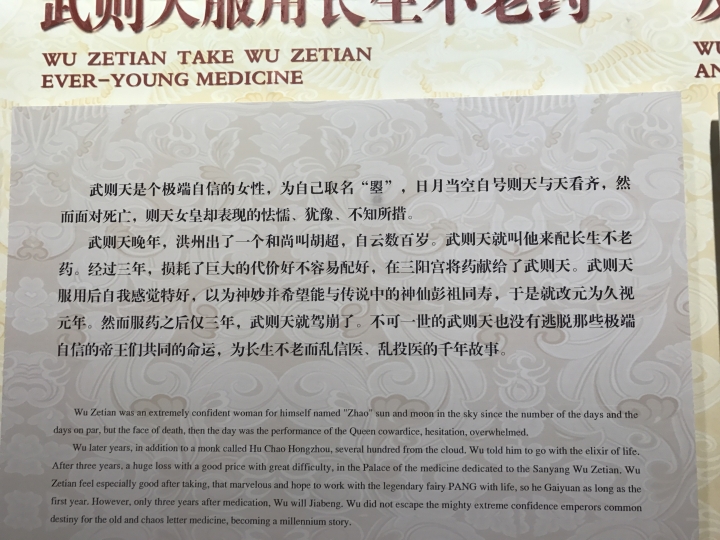 武则天服用长生不老药
WU ZETIAN TAKE WU ZETIAN
EVER-YOUNG MEDICINE
WU
AN
武则天是个极端自信的女性，为自己取名“曌”，日月当空自号则天与天看齐，然
而面对死亡，则天女皇却表现的怯懦、犹豫、不知所措。
武则天晚年，洪州出了一个和尚叫胡超，自云数百岁。武则天就叫他来配长生不老
药。经过三年，损耗了巨大的代价好不容易配好，在三阳宫将药献给了武则天。武则天
服用后自我感觉特好，以为神妙并希望能与传说中的神仙彭祖同寿，于是就改元为久视
元年。然而服药之后仅三年，武则天就驾崩了。不可一世的武则天也没有逃脱那些极端
自信的帝王们共同的命运，为长生不老而乱信医、乱投医的千年故事。
Wu Zetian was an extremely confident woman for himself named "Zhao" sun and moon in the sky since the number of the days and the
days on par, but the face of death, then the day was the performance of the Queen cowardice, hesitation, overwhelmed.
Wu later years, in addition to a monk called Hu Chao Hongzhou, several hundred from the cloud. Wu told him to go with the elixir of life.
After three years, a huge loss with a good price with great difficulty, in the Palace of the medicine dedicated to the Sanyang Wu Zetian. Wu
Zetian feel especially good after taking, that marvelous and hope to work with the legendary fairy PANG with life, so he Gaiyuan as long as the
first year. However, only three years after medication, Wu will Jiabeng. Wu did not escape the mighty extreme confidence emperors common
destiny for the old and chaos letter medicine, becoming a millennium story.